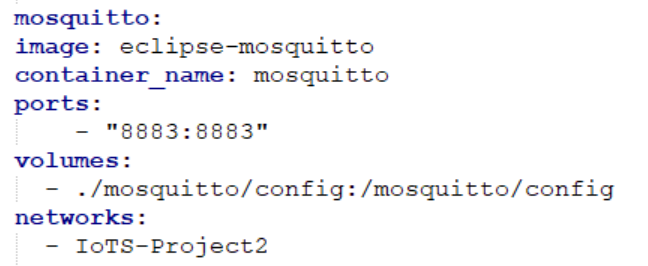 mosquitto:
image: eclipse-mosquitto
container_name: mosquitto
ports:
    - "8883:8883"
volumes:
  - ./mosquitto/config:/mosquitto/config
networks:
  - IoTS-Project2